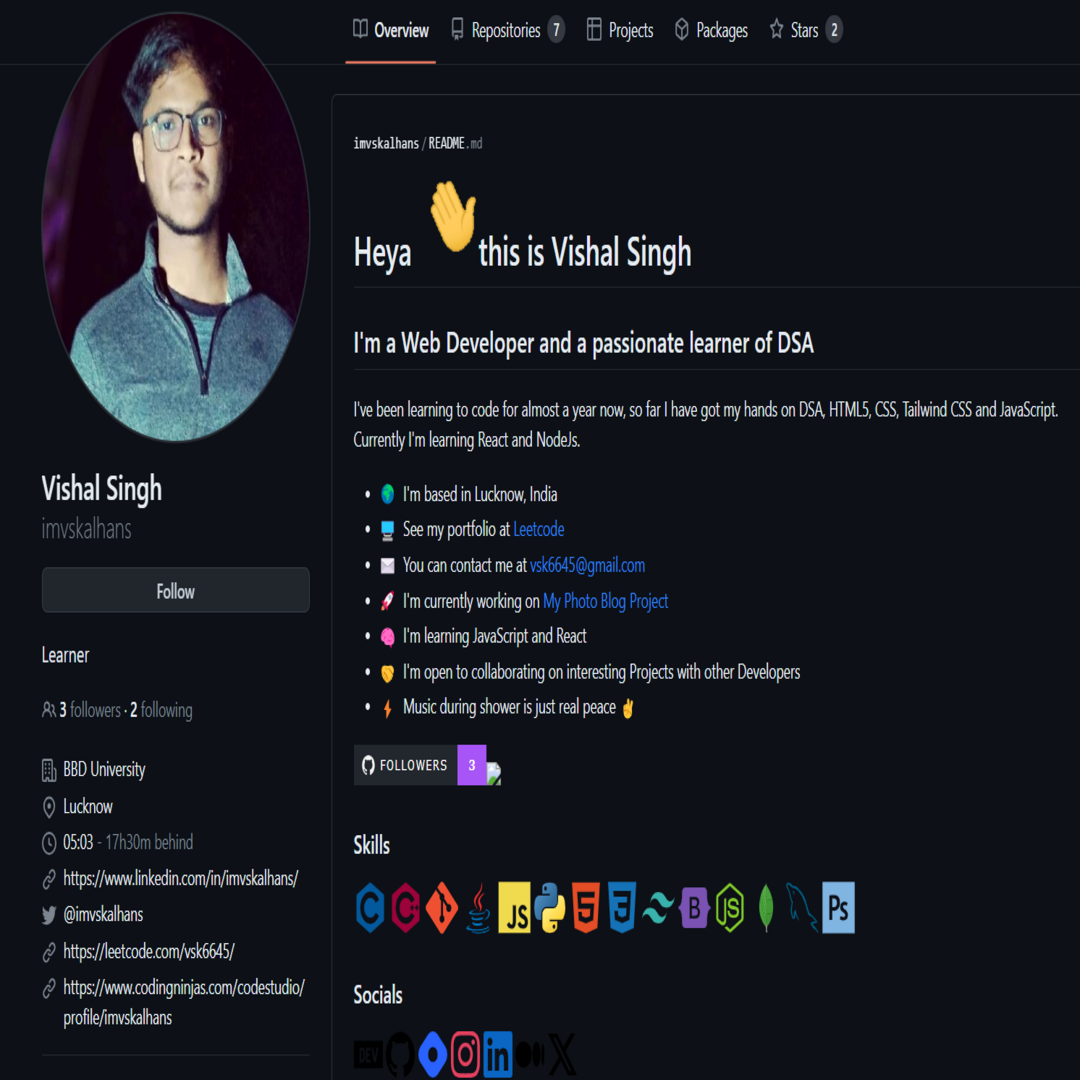 Overview Repositories 7 Projects Packages Stars 2
imvskalhans / README.md
Heya 👋 this is Vishal Singh
I'm a Web Developer and a passionate learner of DSA
I've been learning to code for almost a year now, so far I have got my hands on DSA, HTML5, CSS, Tailwind CSS and JavaScript.
Currently I'm learning React and NodeJs.
I'm based in Lucknow, India
See my portfolio at Leetcode
You can contact me at vsk6645@gmail.com
I'm currently working on My Photo Blog Project
I'm learning JavaScript and React
I'm open to collaborating on interesting Projects with other Developers
Music during shower is just real peace ✌
FOLLOWERS 3
Skills
C C JS 5 3 B JS Ps
Socials
DEV in X
Vishal Singh
imvskalhans
Follow
Learner
3 followers · 2 following
BBD University
Lucknow
05:03 - 17h30m behind
https://www.linkedin.com/in/imvskalhans/
@imvskalhans
https://leetcode.com/vsk6645/
https://www.codingninjas.com/codestudio/
profile/imvskalhans